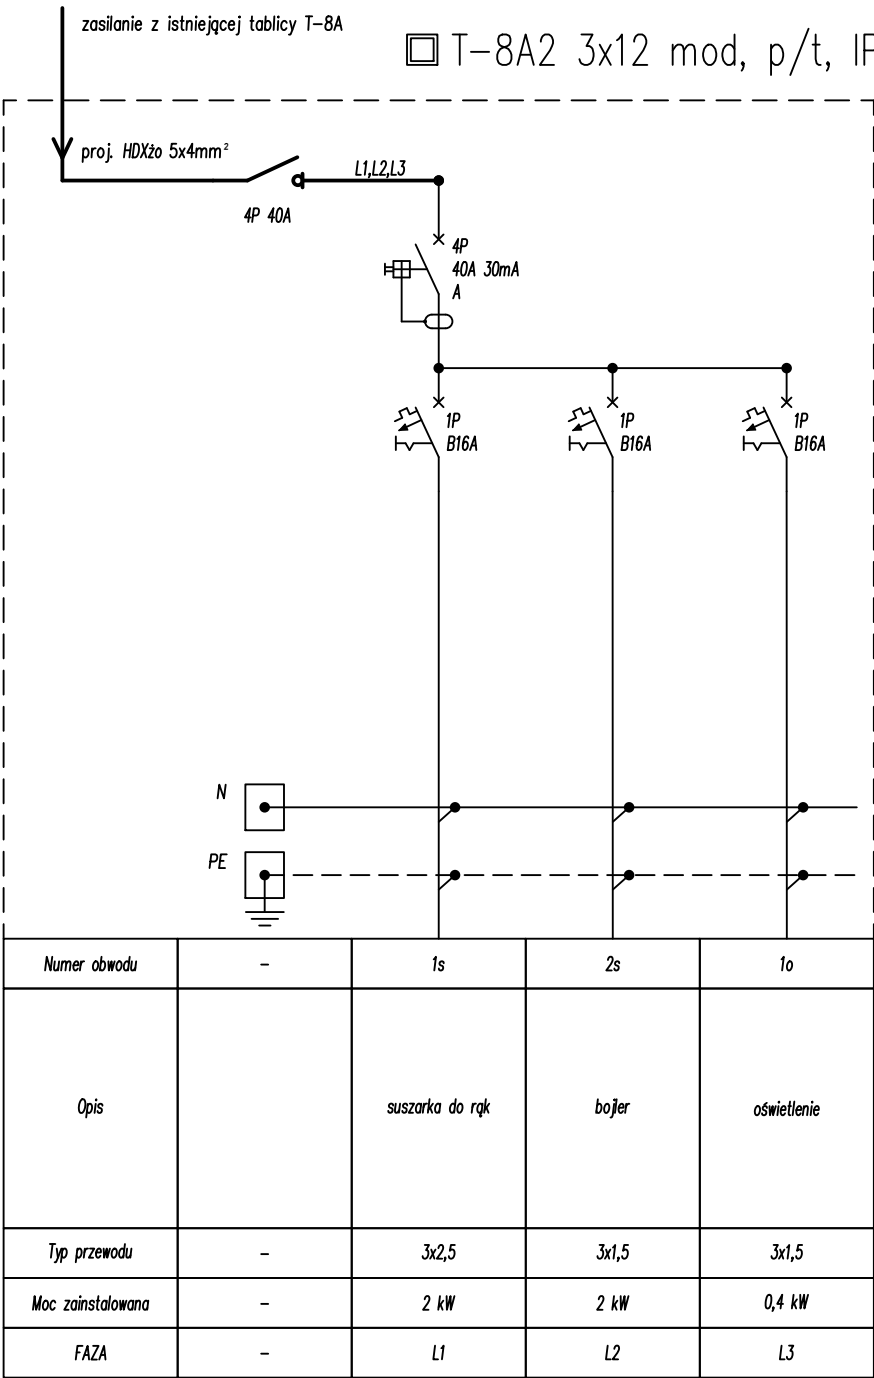 zasilanie z istniejącej tablicy T-8A
T-8A2 3x12 mod, p/t, IP
proj. HDXżo 5x4mm²
L1,L2,L3
4P 40A
4P
40A 30mA
A
1P
B16A
1P
B16A
1P
B16A
N
PE
Numer obwodu - 1s 2s 1o
Opis suszarka do rąk bojler oświetlenie
Typ przewodu - 3x2,5 3x1,5 3x1,5
Moc zainstalowana - 2 kW 2 kW 0,4 kW
FAZA - L1 L2 L3